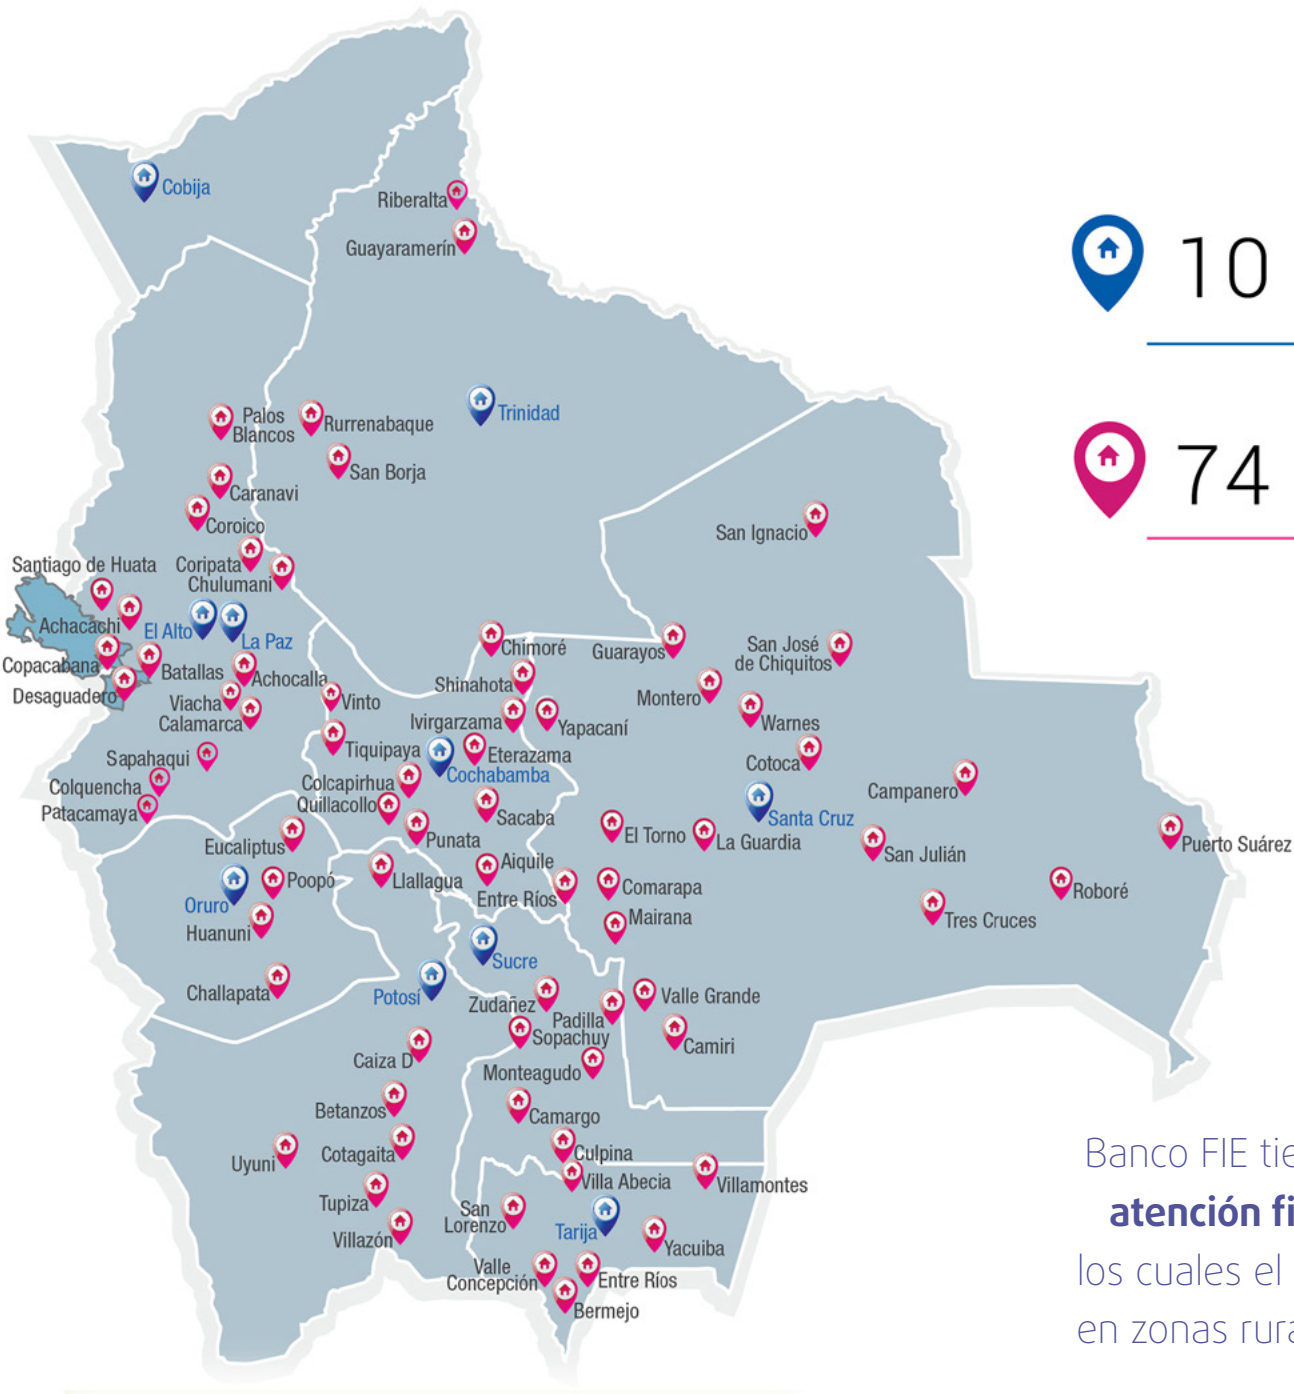 Cobija
Riberalta
Guayaramerín
10
74
Trinidad
Palos
Blancos
Rurrenabaque
San Borja
Caranavi
Coroico
San Ignacio
Santiago de Huata
Coripata
Chulumani
Achacachi
El Alto
La Paz
Copacabana
Batallas
Achocalla
Desaguadero
Viacha
Calamarca
Vinto
Chimoré
Guarayos
San José
de Chiquitos
Shinahota
Montero
Ivirgarzama
Yapacaní
Warnes
Tiquipaya
Eterazama
Cochabamba
Cotoca
Sapahaqui
Colquencha
Patacamaya
Colcapirhua
Quillacollo
Campanero
Sacaba
Santa Cruz
Eucaliptus
Punata
El Torno
La Guardia
San Julián
Puerto Suárez
Aiquile
Poopó
Llallagua
Entre Ríos
Comarapa
Roboré
Oruro
Mairana
Tres Cruces
Huanuni
Sucre
Challapata
Potosí
Zudañez
Padilla
Valle Grande
Sopachuy
Camiri
Caiza D
Monteagudo
Betanzos
Camargo
Uyuni
Cotagaita
Culpina
Villa Abecia
Villamontes
Tupiza
San
Lorenzo
Villazón
Tarija
Yacuiba
Valle
Concepción
Entre Ríos
Bermejo
Banco FIE tie
atención fi
los cuales el
en zonas rura